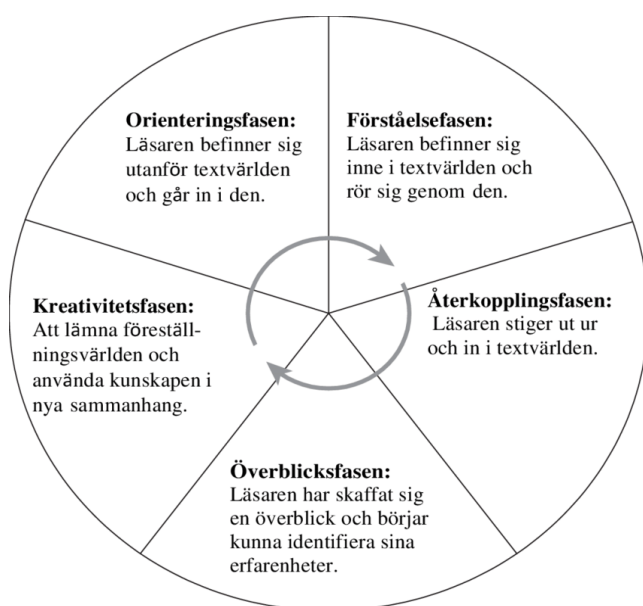 Orienteringsfasen:
Läsaren befinner sig
utanför textvärlden
och går in i den.
Förståelsefasen:
Läsaren befinner sig
inne i textvärlden och
rör sig genom den.
Återkopplingsfasen:
Läsaren stiger ut ur
och in i textvärlden.
Överblicksfasen:
Läsaren har skaffat sig
en överblick och börjar
kunna identifiera sina
erfarenheter.
Kreativitetsfasen:
Att lämna föreställ-
ningsvärlden och
använda kunskapen i
nya sammanhang.